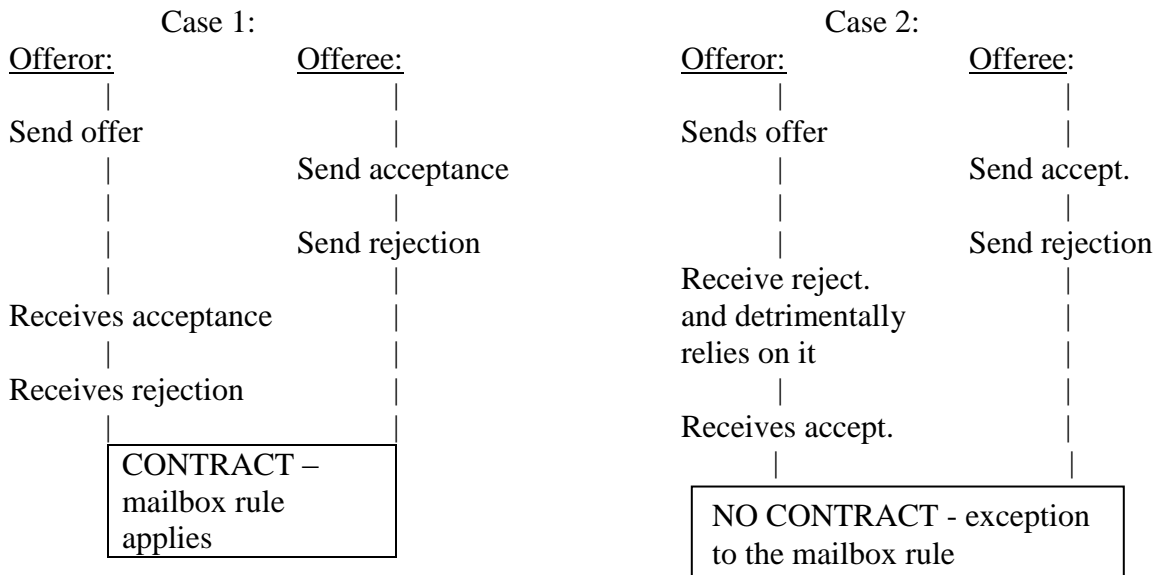 Case 1:
Offeror: Offeree:
Send offer
Send acceptance
Send rejection
Receives acceptance
Receives rejection
CONTRACT –
mailbox rule
applies
Case 2:
Offeror: Offeree:
Sends offer
Send accept.
Send rejection
Receive reject.
and detrimentally
relies on it
Receives accept.
NO CONTRACT - exception
to the mailbox rule